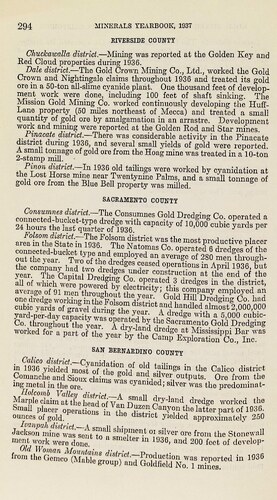 294 MINERALS YEARBOOK, 1937
RIVERSIDE COUNTY
Chuckawalla district.—Mining was reported at the Golden Key and
Red Cloud properties during 1936.
Dale district.—The Gold Crown Mining Co., Ltd., worked the Gold
Crown and Nightingale claims throughout 1936 and treated its gold
ore in a 50-ton all-slime cyanide plant. One thousand feet of develop-
ment work were done, including 100 feet of shaft sinking. The
Mission Gold Mining Co. worked continuously developing the Huff-
Lane property (50 miles northeast of Mecca) and treated a small
quantity of gold ore by amalgamation in an arrastre. Development
work and mining were reported at the Golden Rod and Star mines.
Pinacate district.—There was considerable activity in the Pinacate
district during 1936, and several small yields of gold were reported.
A small tonnage of gold ore from the Hoag mine was treated in a 10-ton
2-stamp mill.
Pinon district.—In 1936 old tailings were worked by cyanidation at
the Lost Horse mine near Twentynine Palms, and a small tonnage of
gold ore from the Blue Bell property was milled.
SACRAMENTO COUNTY
Consumnes district.—The Consumnes Gold Dredging Co. operated a
connected-bucket-type dredge with capacity of 10,000 cubic yards per
24 hours the last quarter of 1936.
Folsom district.—The Folsom district was the most productive placer
area in the State in 1936. The Natomas Co. operated 6 dredges of the
connected-bucket type and employed an average of 280 men through-
out the year. Two of the dredges ceased operations in April 1936, but
the company had two dredges under construction at the end of the
year. The Capital Dredging Co. operated 3 dredges in the district,
all of which were powered by electricity; this company employed an
average of 91 men throughout the year. Gold Hill Dredging Co. had
one dredge working in the Folsom district and handled almost 2,000,000
cubic yards of gravel during the year. A dredge with a 5,000 cubic-
yard-per-day capacity was operated by the Sacramento Gold Dredging
Co. throughout the year. A dry-land dredge at Mississippi Bar was
worked for a part of the year by the Camp Exploration Co., Inc.
SAN BERNARDINO COUNTY
Calico district.—Cyanidation of old tailings in the Calico district
in 1936 yielded most of the gold and silver outputs. Ore from the
Comanche and Sioux claims was cyanided; silver was the predominat-
ing metal in the ore.
Holcomb Valley district.—A small dry-land dredge worked the
Marple claim at the head of Van Duzen Canyon the latter part of 1936.
Small placer operations in the district yielded approximately 250
ounces of gold.
Ivanpah district.—A small shipment of silver ore from the Stonewall
Jackson mine was sent to a smelter in 1936, and 200 feet of develop-
ment work were done.
Old Woman Mountains district.—Production was reported in 1936
from the Gemco (Mable group) and Goldfield No. 1 mines.